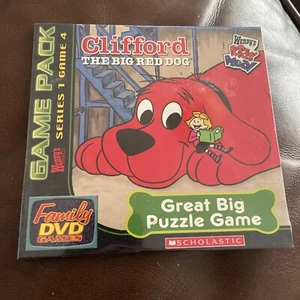 GAME PACK
SERIES 1 GAME 4
Wendy's
Clifford
THE BIG RED DOG
Wendy's
Kids'
Meal
Family
DVD
GAMES
Great Big
Puzzle Game
SCHOLASTIC